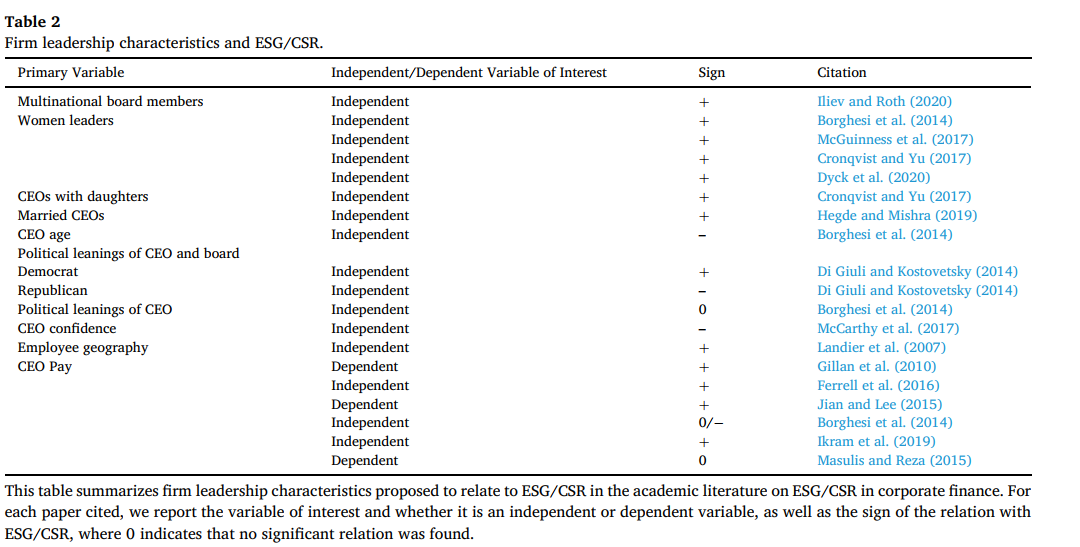 Table 2
Firm leadership characteristics and ESG/CSR.
Primary Variable Independent/Dependent Variable of Interest Sign Citation
Multinational board members Independent + Iliev and Roth (2020)
Women leaders Independent + Borghesi et al. (2014)
Independent + McGuinness et al. (2017)
Independent + Cronqvist and Yu (2017)
Independent + Dyck et al. (2020)
CEOs with daughters Independent + Cronqvist and Yu (2017)
Married CEOs Independent + Hegde and Mishra (2019)
CEO age Independent – Borghesi et al. (2014)
Political leanings of CEO and board
Democrat Independent + Di Giuli and Kostovetsky (2014)
Republican Independent – Di Giuli and Kostovetsky (2014)
Political leanings of CEO Independent 0 Borghesi et al. (2014)
CEO confidence Independent – McCarthy et al. (2017)
Employee geography Independent + Landier et al. (2007)
CEO Pay Dependent + Gillan et al. (2010)
Independent + Ferrell et al. (2016)
Dependent + Jian and Lee (2015)
Independent 0/− Borghesi et al. (2014)
Independent + Ikram et al. (2019)
Dependent 0 Masulis and Reza (2015)
This table summarizes firm leadership characteristics proposed to relate to ESG/CSR in the academic literature on ESG/CSR in corporate finance. For
each paper cited, we report the variable of interest and whether it is an independent or dependent variable, as well as the sign of the relation with
ESG/CSR, where 0 indicates that no significant relation was found.